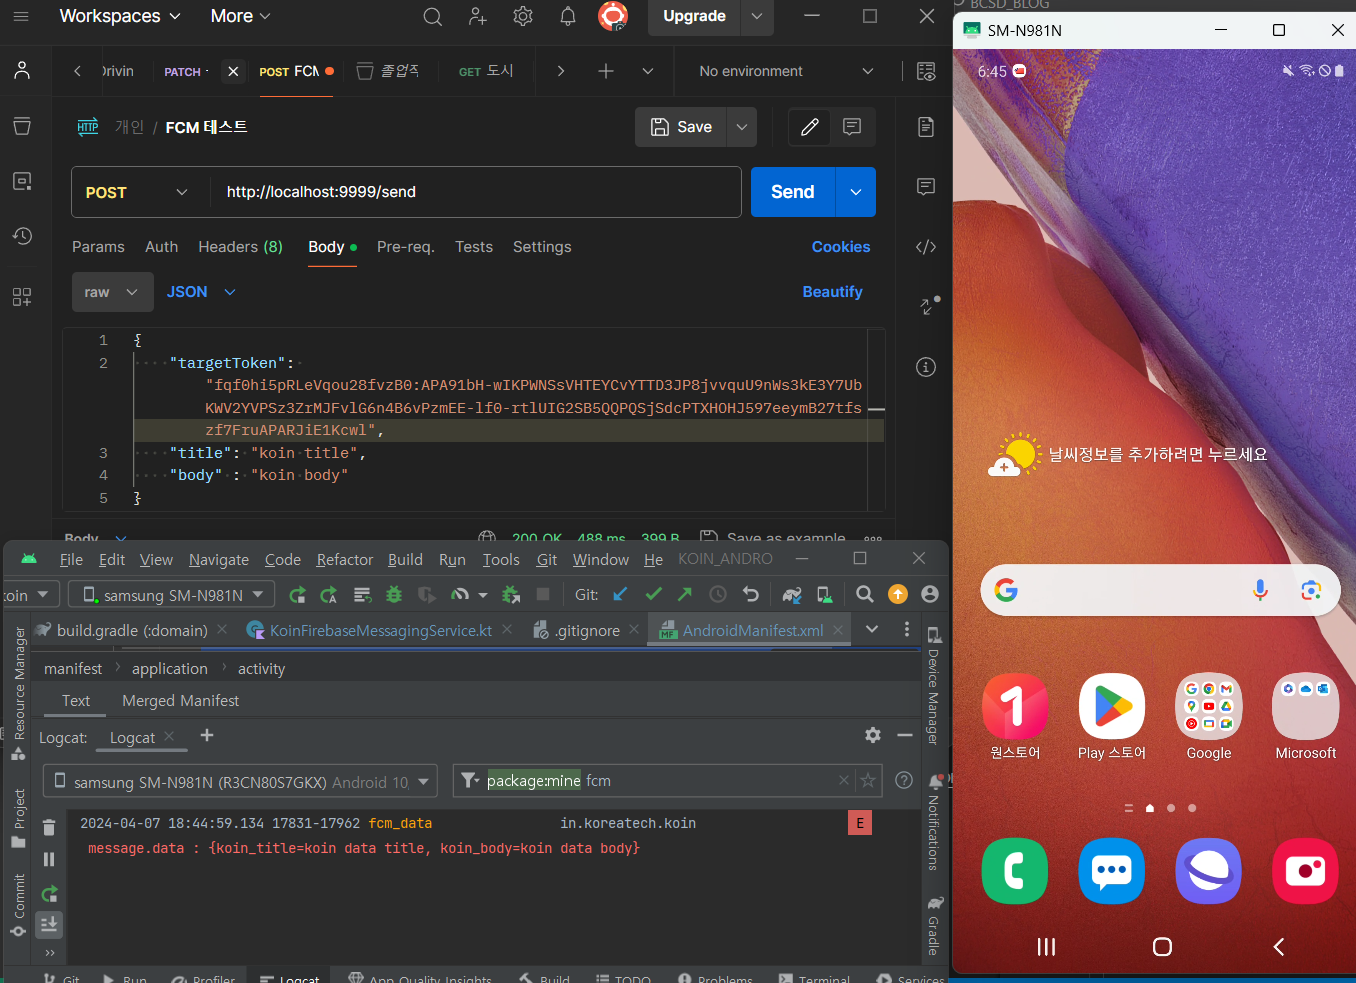 BCSD_BLOG
Workspaces
More
Upgrade
Drivin
PATCH -
POST FCM
졸업직
GET 도시
No environment
HTTP 개인 / FCM 테스트
Save
POST
http://localhost:9999/send
Send
Params
Auth
Headers (8)
Body
Pre-req.
Tests
Settings
Cookies
raw
JSON
Beautify
1 {
2 "targetToken":
"fqf0hi5pRLeVqou28fvzB0:APA91bH-wIKPWNSsVHTEYCvYTTD3JP8jvvquU9nWs3kE3Y7Ub
KWV2YVPSz3ZrMJFvlG6n4B6vPzmEE-lf0-rtlUIG2SB5QQPQSjSdcPTXHOHJ597eeymB27tfs
zf7FruAPARJiE1Kcwl",
3 "title": "koin title",
4 "body" : "koin body"
5 }
Body
200 OK
488 ms
399 B
Save as example
File
Edit
View
Navigate
Code
Refactor
Build
Run
Tools
Git
Window
He
KOIN_ANDRO
koin
samsung SM-N981N
Git:
build.gradle (:domain)
KoinFirebaseMessagingService.kt
.gitignore
MF AndroidManifest.xml
manifest
application
activity
Text
Merged Manifest
Logcat:
Logcat
samsung SM-N981N (R3CN80S7GKX) Android 10,
package:mine fcm
2024-04-07 18:44:59.134 17831-17962 fcm_data
in.koreatech.koin
E
message.data : {koin_title=koin data title, koin_body=koin data body}
Resource Manager
Project
Commit
Device Manager
Notifications
Gradle
Git
Run
Profiler
Logcat
App Quality Insights
Build
TODO
Problems
Terminal
Services
SM-N981N
6:45
날씨정보를 추가하려면 누르세요
원스토어
Play 스토어
Google
Microsoft